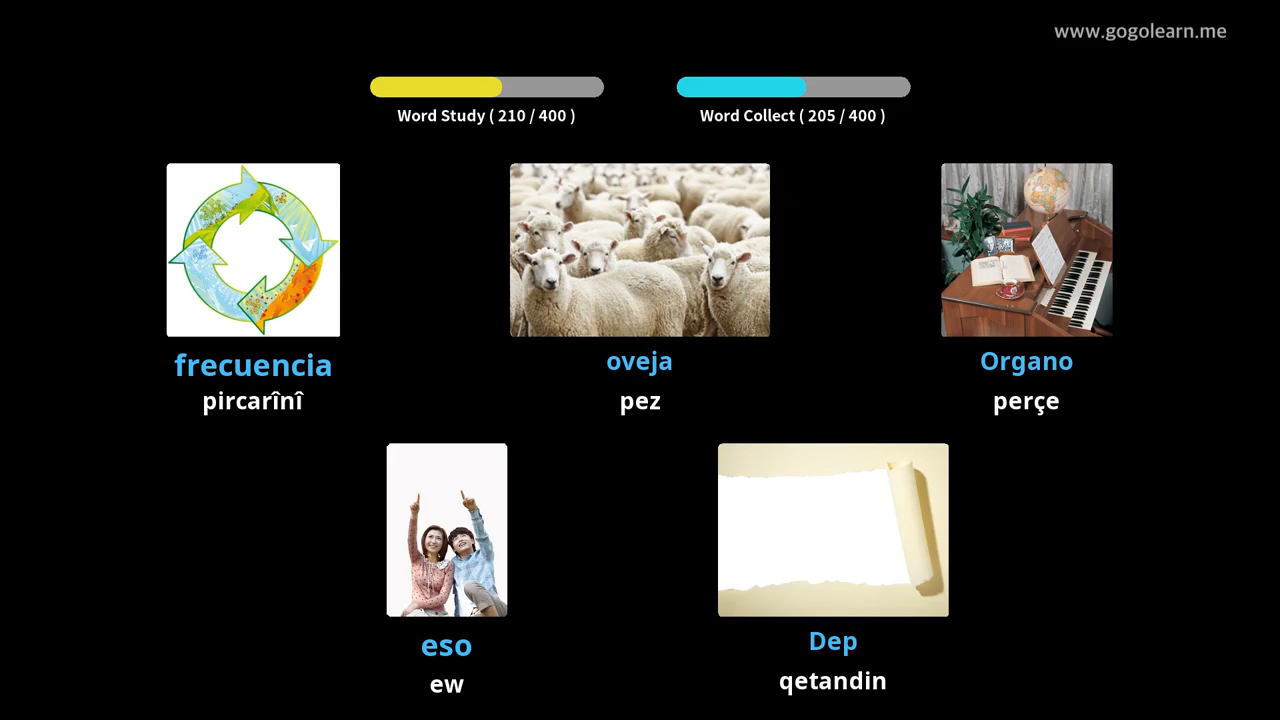 www.gogolearn.me
Word Study ( 210 / 400 )
Word Collect ( 205 / 400 )
frecuencia
pircarînî
oveja
pez
Organo
perçe
eso
ew
Dep
qetandin